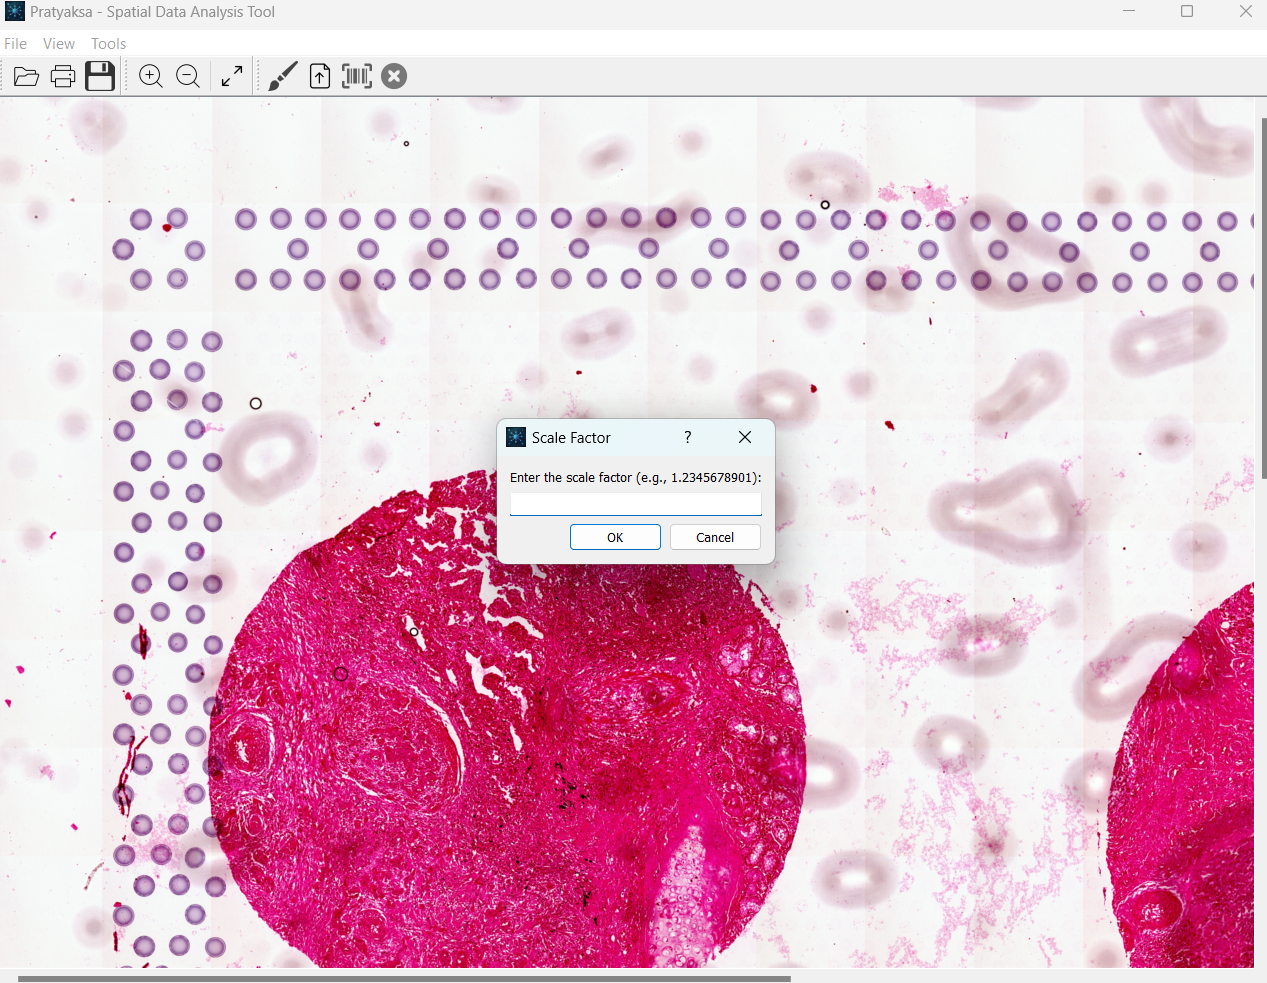 Pratyaksa - Spatial Data Analysis Tool
File View Tools
Scale Factor
?
Enter the scale factor (e.g., 1.2345678901):
OK Cancel